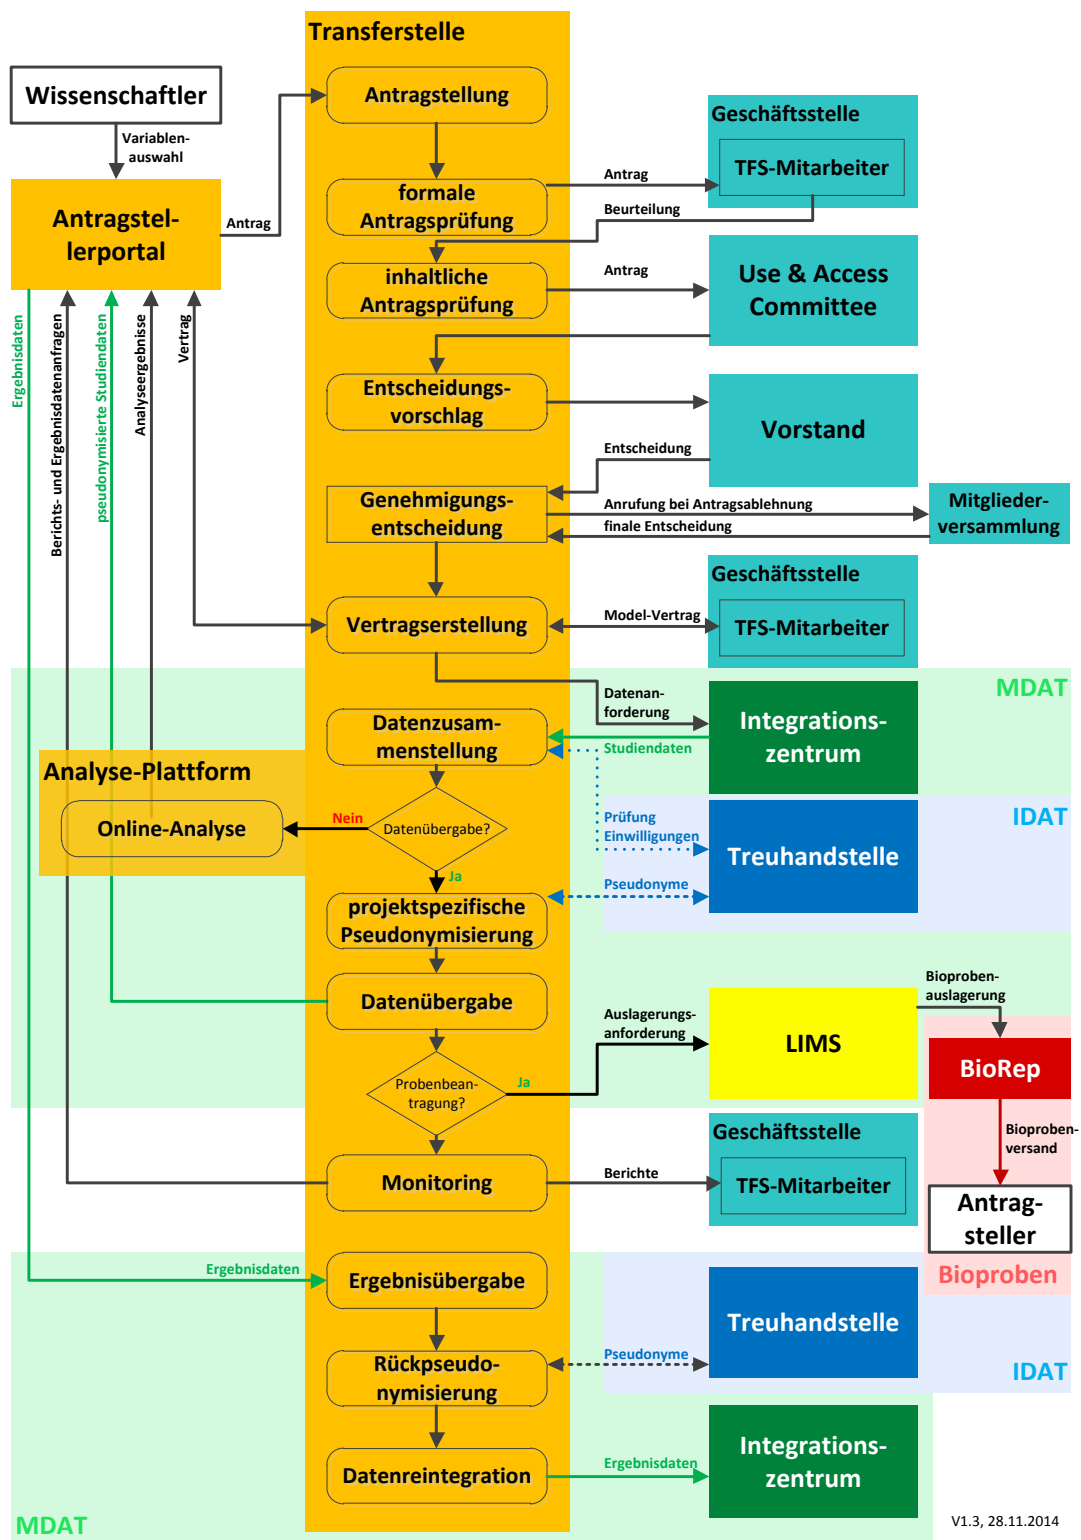 Transferstelle
Wissenschaftler
Antragstellung
Geschäftsstelle
Variablen-
auswahl
TFS-Mitarbeiter
Antrag
formale
Antragsprüfung
Beurteilung
Antragstel-
lerportal
Antrag
inhaltliche
Antragsprüfung
Antrag
Use & Access
Committee
Ergebnisdaten
Berichts- und Ergebnisdatenanfragen
pseudonymisierte Studiendaten
Analyseergebnisse
Vertrag
Entscheidungs-
vorschlag
Vorstand
Entscheidung
Genehmigungs-
entscheidung
Anrufung bei Antragsablehnung
finale Entscheidung
Mitglieder-
versammlung
Geschäftsstelle
Vertragserstellung
Model-Vertrag
TFS-Mitarbeiter
MDAT
Datenan-
forderung
Integrations-
zentrum
Datenzusam-
menstellung
Studiendaten
Analyse-Plattform
Online-Analyse
Nein
Datenübergabe?
Prüfung
Einwilligungen
IDAT
Treuhandstelle
Ja
Pseudonyme
projektspezifische
Pseudonymisierung
Datenübergabe
Bioproben-
auslagerung
Auslagerungs-
anforderung
LIMS
BioRep
Probenbean-
tragung?
Ja
Geschäftsstelle
Bioproben-
versand
Monitoring
Berichte
TFS-Mitarbeiter
Antrag-
steller
Ergebnisdaten
Ergebnisübergabe
Bioproben
Treuhandstelle
Rückpseudo-
nymisierung
Pseudonyme
IDAT
Integrations-
zentrum
Datenreintegration
Ergebnisdaten
MDAT
V1.3, 28.11.2014